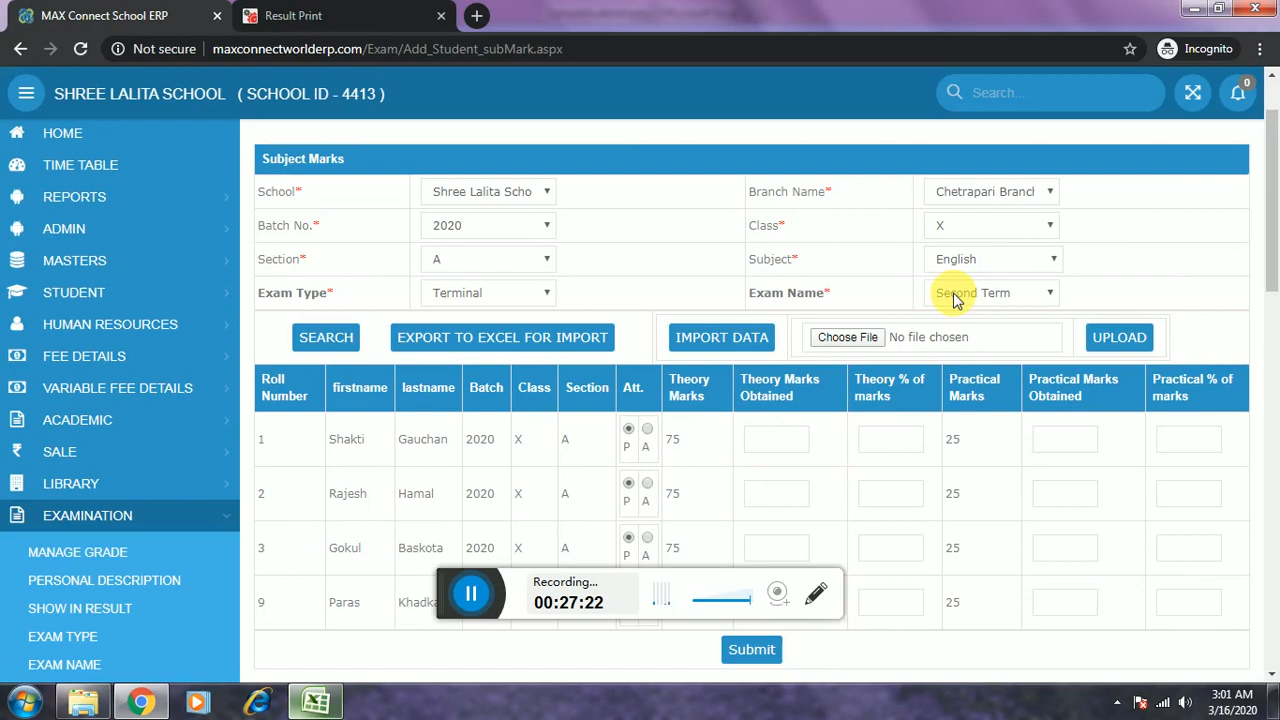 MAX Connect School ERP
Result Print
Not secure maxconnectworlderp.com/Exam/Add_Student_subMark.aspx Incognito
SHREE LALITA SCHOOL ( SCHOOL ID - 4413 ) Search... 0
HOME
TIME TABLE
REPORTS
ADMIN
MASTERS
STUDENT
HUMAN RESOURCES
FEE DETAILS
VARIABLE FEE DETAILS
ACADEMIC
SALE
LIBRARY
EXAMINATION
MANAGE GRADE
PERSONAL DESCRIPTION
SHOW IN RESULT
EXAM TYPE
EXAM NAME
Subject Marks
School* Shree Lalita Scho Branch Name* Chetrapari Branch
Batch No.* 2020 Class* X
Section* A Subject* English
Exam Type* Terminal Exam Name* Second Term
SEARCH EXPORT TO EXCEL FOR IMPORT IMPORT DATA Choose File No file chosen UPLOAD
Roll Number firstname lastname Batch Class Section Att. Theory Marks Theory Marks Obtained Theory % of marks Practical Marks Practical Marks Obtained Practical % of marks
1 Shakti Gauchan 2020 X A P A 75 25
2 Rajesh Hamal 2020 X A P A 75 25
3 Gokul Baskota 2020 X A P A 75 25
9 Paras Khadka 25
Recording...
00:27:22
Submit
3:01 AM
3/16/2020